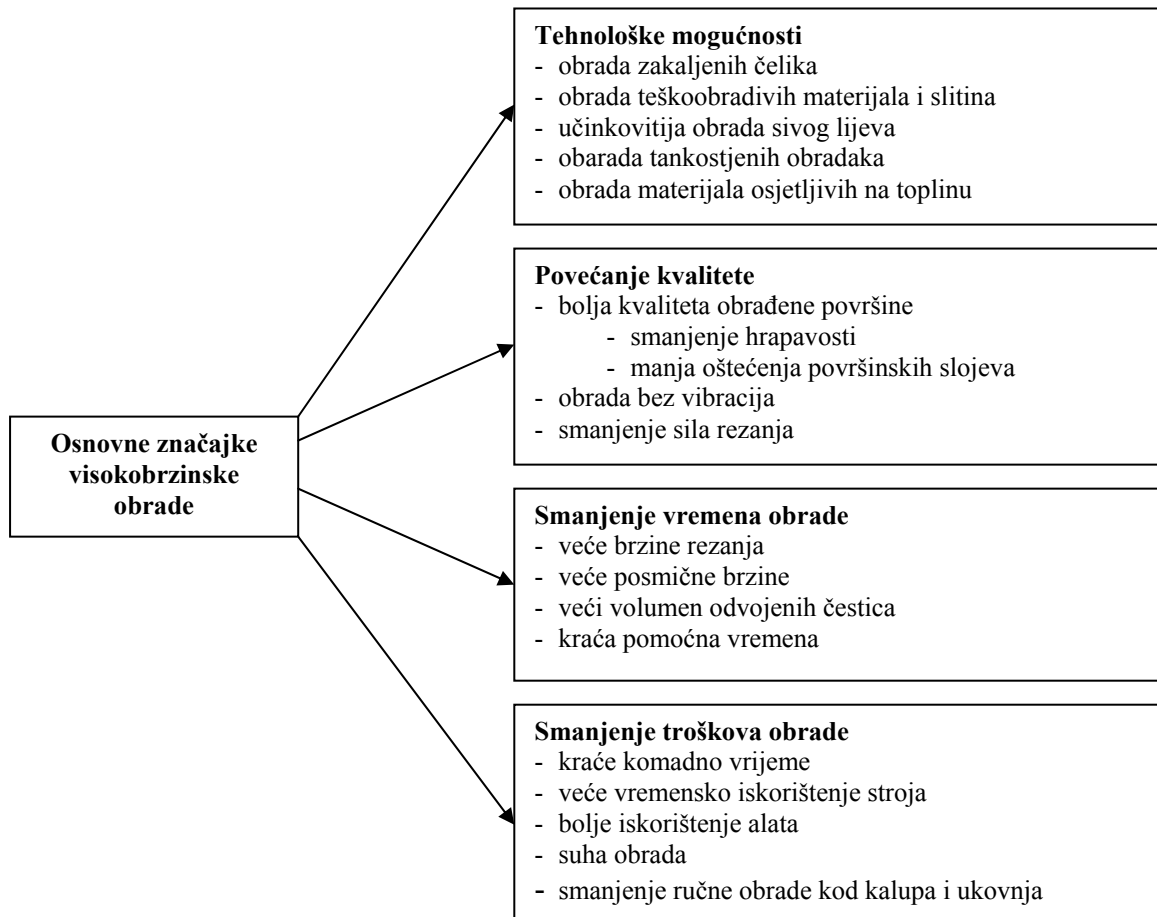 Tehnološke mogućnosti
- obrada zakaljenih čelika
- obrada teškoobradivih materijala i slitina
- učinkovitija obrada sivog lijeva
- obarada tankostjenih obradaka
- obrada materijala osjetljivih na toplinu
Povećanje kvalitete
- bolja kvaliteta obrađene površine
- smanjenje hrapavosti
- manja oštećenja površinskih slojeva
- obrada bez vibracija
- smanjenje sila rezanja
Osnovne značajke
visokobrzinske
obrade
Smanjenje vremena obrade
- veće brzine rezanja
- veće posmične brzine
- veći volumen odvojenih čestica
- kraća pomoćna vremena
Smanjenje troškova obrade
- kraće komadno vrijeme
- veće vremensko iskorištenje stroja
- bolje iskorištenje alata
- suha obrada
- smanjenje ručne obrade kod kalupa i ukovnja